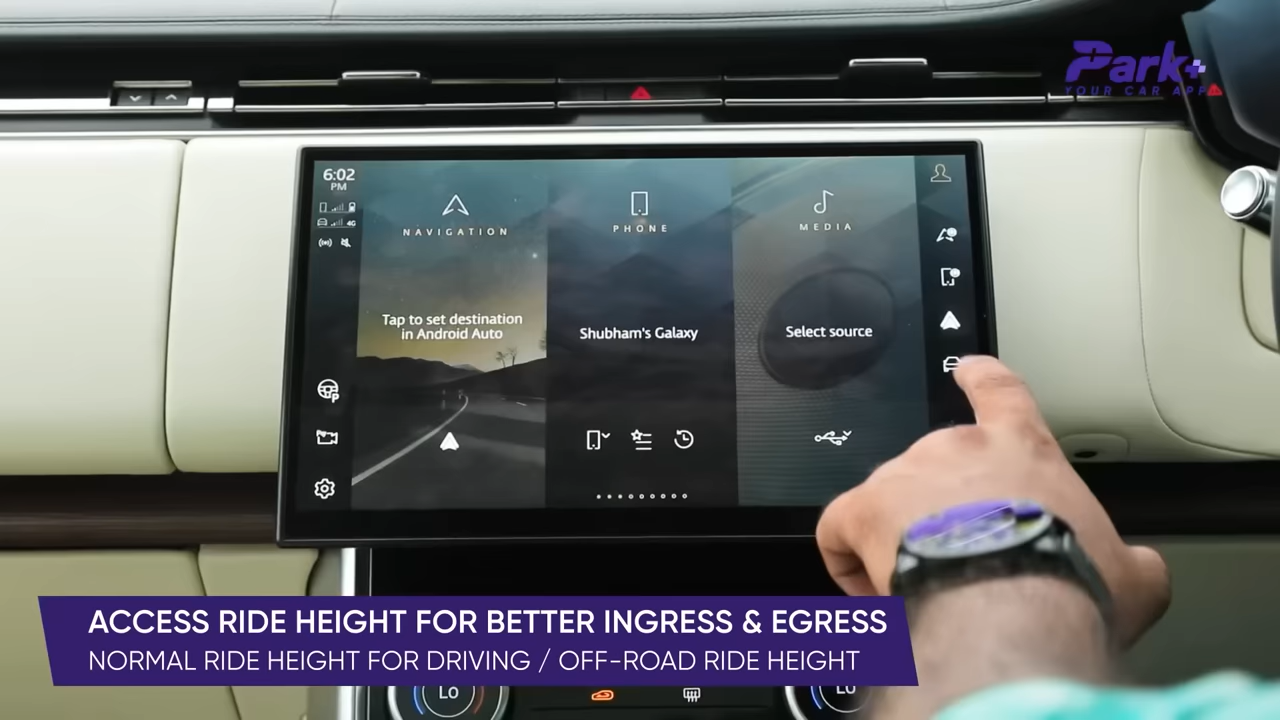 Park+
YOUR CAR APP
6:02
PM
4G
NAVIGATION
PHONE
MEDIA
Tap to set destination
in Android Auto
Shubham's Galaxy
Select source
P
ACCESS RIDE HEIGHT FOR BETTER INGRESS & EGRESS
NORMAL RIDE HEIGHT FOR DRIVING / OFF-ROAD RIDE HEIGHT
LO
LO